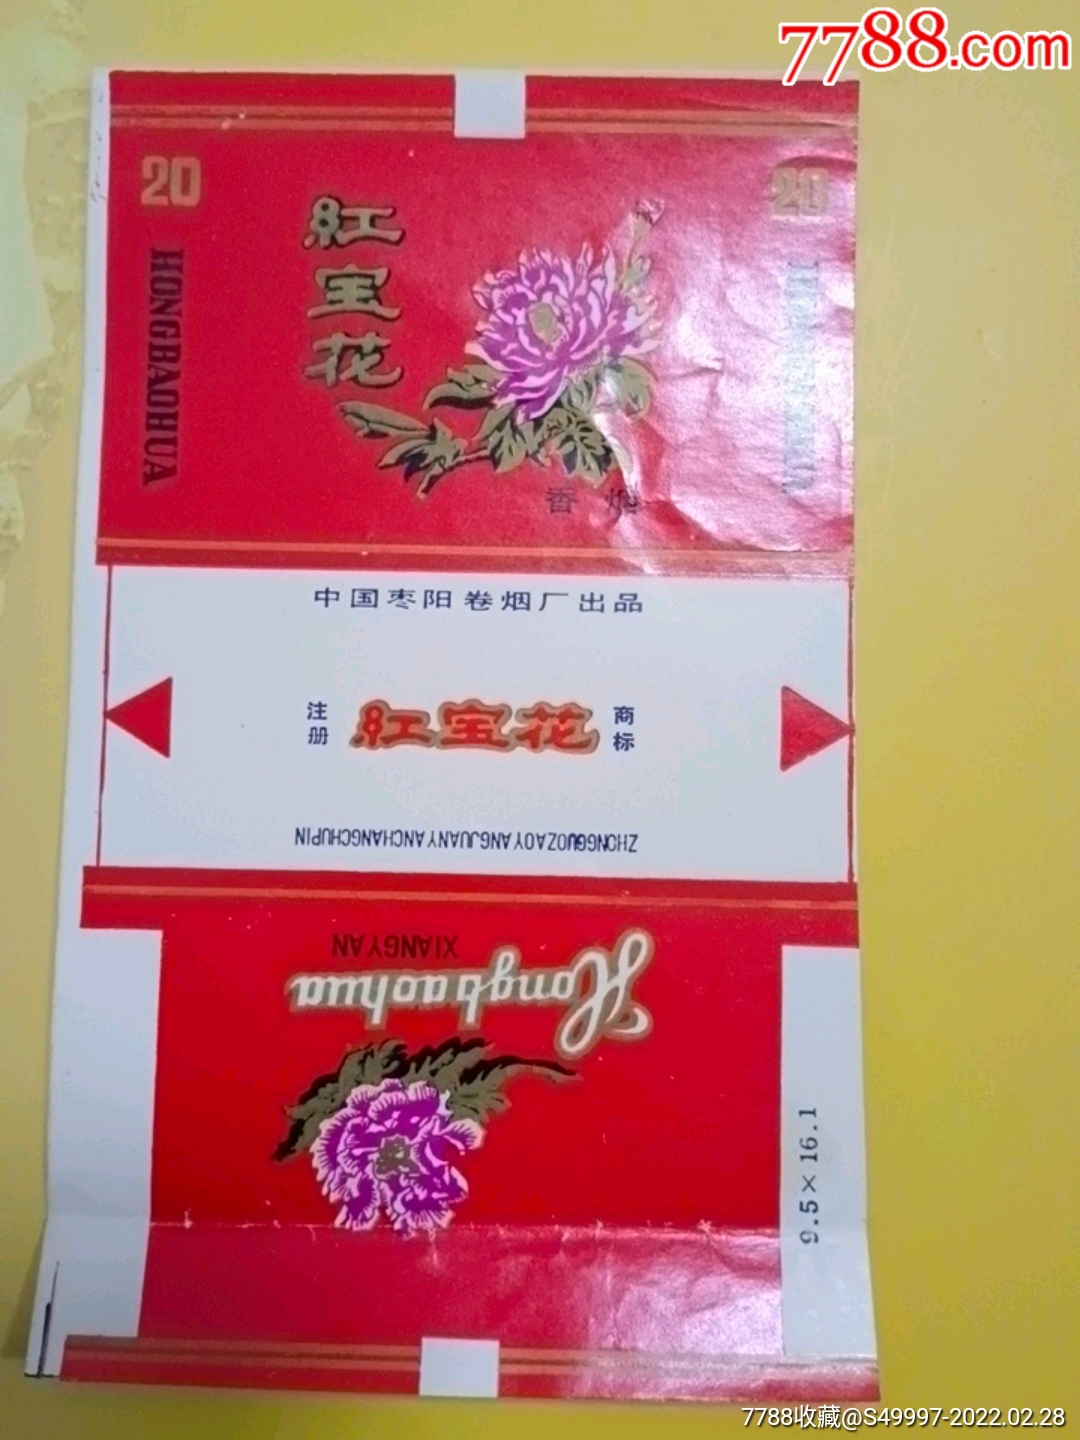 7788.com
20
20
HONGBAOHUA
紅宝花
香烟
中国枣阳卷烟厂出品
注册
紅宝花
商标
ZHONGGUOZAOYANGJUANYANCHANGCHUPIN
XIANGYAN
Hongbaohua
9.5×16.1
7788收藏@S49997-2022.02.28